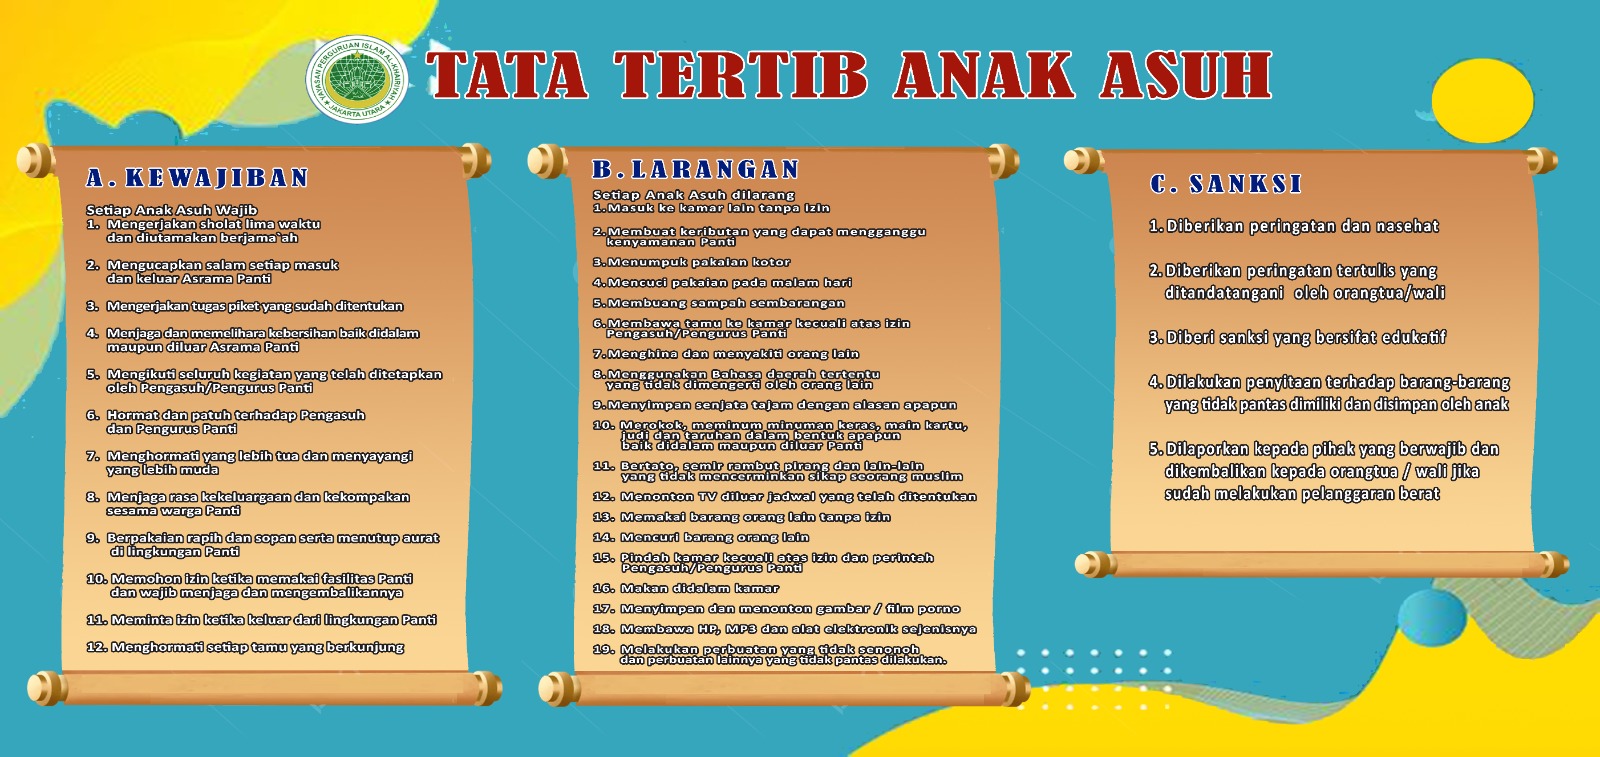 YAYASAN PERGURUAN ISLAM AL-KHAIRIYAH
JAKARTA UTARA
TATA TERTIB ANAK ASUH
A. KEWAJIBAN
Setiap Anak Asuh Wajib
1. Mengerjakan sholat lima waktu
dan diutamakan berjama`ah
2. Mengucapkan salam setiap masuk
dan keluar Asrama Panti
3. Mengerjakan tugas piket yang sudah ditentukan
4. Menjaga dan memelihara kebersihan baik didalam
maupun diluar Asrama Panti
5. Mengikuti seluruh kegiatan yang telah ditetapkan
oleh Pengasuh/Pengurus Panti
6. Hormat dan patuh terhadap Pengasuh
dan Pengurus Panti
7. Menghormati yang lebih tua dan menyayangi
yang lebih muda
8. Menjaga rasa kekeluargaan dan kekompakan
sesama warga Panti
9. Berpakaian rapih dan sopan serta menutup aurat
di lingkungan Panti
10. Memohon izin ketika memakai fasilitas Panti
dan wajib menjaga dan mengembalikannya
11. Meminta izin ketika keluar dari lingkungan Panti
12. Menghormati setiap tamu yang berkunjung
B. LARANGAN
Setiap Anak Asuh dilarang
1. Masuk ke kamar lain tanpa izin
2. Membuat keributan yang dapat mengganggu
kenyamanan Panti
3. Menumpuk pakaian kotor
4. Mencuci pakaian pada malam hari
5. Membuang sampah sembarangan
6. Membawa tamu ke kamar kecuali atas izin
Pengasuh/Pengurus Panti
7. Menghina dan menyakiti orang lain
8. Menggunakan Bahasa daerah tertentu
yang tidak dimengerti oleh orang lain
9. Menyimpan senjata tajam dengan alasan apapun
10. Merokok, meminum minuman keras, main kartu,
judi dan taruhan dalam bentuk apapun
baik didalam maupun diluar Panti
11. Bertato, semir rambut pirang dan lain-lain
yang tidak mencerminkan sikap seorang muslim
12. Menonton TV diluar jadwal yang telah ditentukan
13. Memakai barang orang lain tanpa izin
14. Mencuri barang orang lain
15. Pindah kamar kecuali atas izin dan perintah
Pengasuh/Pengurus Panti
16. Makan didalam kamar
17. Menyimpan dan menonton gambar / film porno
18. Membawa HP, MP3 dan alat elektronik sejenisnya
19. Melakukan perbuatan yang tidak senonoh
dan perbuatan lainnya yang tidak pantas dilakukan.
C. SANKSI
1. Diberikan peringatan dan nasehat
2. Diberikan peringatan tertulis yang
ditandatangani oleh orangtua/wali
3. Diberi sanksi yang bersifat edukatif
4. Dilakukan penyitaan terhadap barang-barang
yang tidak pantas dimiliki dan disimpan oleh anak
5. Dilaporkan kepada pihak yang berwajib dan
dikembalikan kepada orangtua / wali jika
sudah melakukan pelanggaran berat